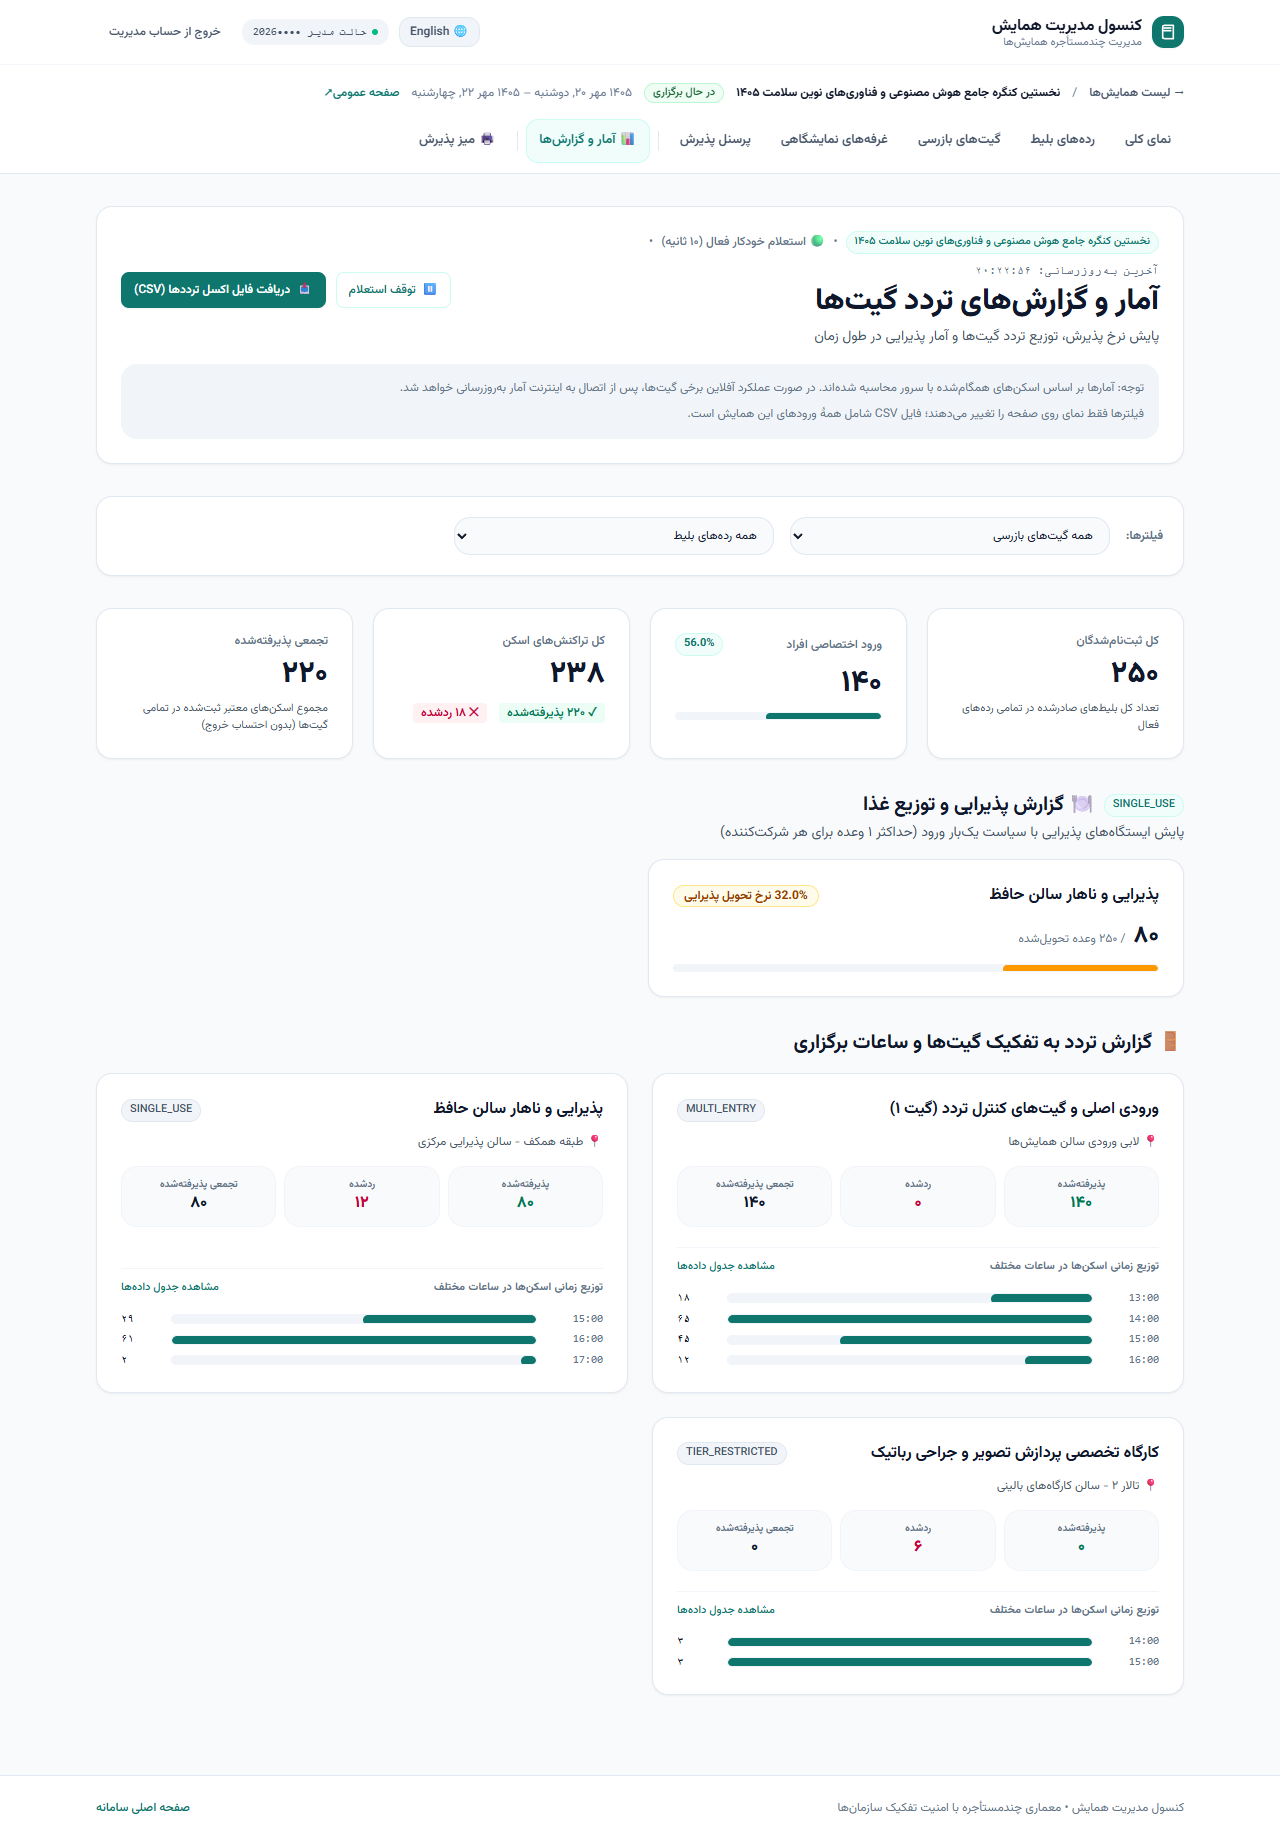 کنسول مدیریت همایش
مدیریت چندمستأجره همایش‌ها
English
حالت مدیر ••••2026
خروج از حساب مدیریت
→ لیست همایش‌ها / نخستین کنگره جامع هوش مصنوعی و فناوری‌های نوین سلامت ۱۴۰۵ در حال برگزاری ۱۴۰۵ مهر ۲۰, دوشنبه – ۱۴۰۵ مهر ۲۲, چهارشنبه صفحه عمومی↗
نمای کلی رده‌های بلیط گیت‌های بازرسی غرفه‌های نمایشگاهی پرسنل پذیرش آمار و گزارش‌ها میز پذیرش
نخستین کنگره جامع هوش مصنوعی و فناوری‌های نوین سلامت ۱۴۰۵ • استعلام خودکار فعال (۱۰ ثانیه) •
آخرین به‌روزرسانی: ۲۰:۲۲:۵۶
آمار و گزارش‌های تردد گیت‌ها
پایش نرخ پذیرش، توزیع تردد گیت‌ها و آمار پذیرایی در طول زمان
توقف استعلام
دریافت فایل اکسل ترددها (CSV)
توجه: آمارها بر اساس اسکن‌های همگام‌شده با سرور محاسبه شده‌اند. در صورت عملکرد آفلاین برخی گیت‌ها، پس از اتصال به اینترنت آمار به‌روزرسانی خواهد شد.
فیلترها فقط نمای روی صفحه را تغییر می‌دهند؛ فایل CSV شامل همهٔ ورودهای این همایش است.
فیلترها: همه گیت‌های بازرسی همه رده‌های بلیط
کل ثبت‌نام‌شدگان
۲۵۰
تعداد کل بلیط‌های صادرشده در تمامی رده‌های
فعال
ورود اختصاصی افراد 56.0%
۱۴۰
کل تراکنش‌های اسکن
۲۳۸
✓ ۲۲۰ پذیرفته‌شده ✕ ۱۸ ردشده
تجمعی پذیرفته‌شده
۲۲۰
مجموع اسکن‌های معتبر ثبت‌شده در تمامی
گیت‌ها (بدون احتساب خروج)
SINGLE_USE گزارش پذیرایی و توزیع غذا
پایش ایستگاه‌های پذیرایی با سیاست یک‌بار ورود (حداکثر ۱ وعده برای هر شرکت‌کننده)
پذیرایی و ناهار سالن حافظ 32.0% نرخ تحویل پذیرایی
۸۰ / ۲۵۰ وعده تحویل‌شده
گزارش تردد به تفکیک گیت‌ها و ساعات برگزاری
ورودی اصلی و گیت‌های کنترل تردد (گیت ۱) MULTI_ENTRY
لابی ورودی سالن همایش‌ها
پذیرفته‌شده ردشده تجمعی پذیرفته‌شده
۱۴۰ ۰ ۱۴۰
توزیع زمانی اسکن‌ها در ساعات مختلف مشاهده جدول داده‌ها
13:00 ۱۸
14:00 ۶۵
15:00 ۴۵
16:00 ۱۲
پذیرایی و ناهار سالن حافظ SINGLE_USE
طبقه همکف - سالن پذیرایی مرکزی
پذیرفته‌شده ردشده تجمعی پذیرفته‌شده
۸۰ ۱۲ ۸۰
توزیع زمانی اسکن‌ها در ساعات مختلف مشاهده جدول داده‌ها
15:00 ۲۹
16:00 ۶۱
17:00 ۲
کارگاه تخصصی پردازش تصویر و جراحی رباتیک TIER_RESTRICTED
تالار ۲ - سالن کارگاه‌های بالینی
پذیرفته‌شده ردشده تجمعی پذیرفته‌شده
۰ ۶ ۰
توزیع زمانی اسکن‌ها در ساعات مختلف مشاهده جدول داده‌ها
14:00 ۳
15:00 ۳
کنسول مدیریت همایش • معماری چندمستأجره با امنیت تفکیک سازمان‌ها
صفحه اصلی سامانه